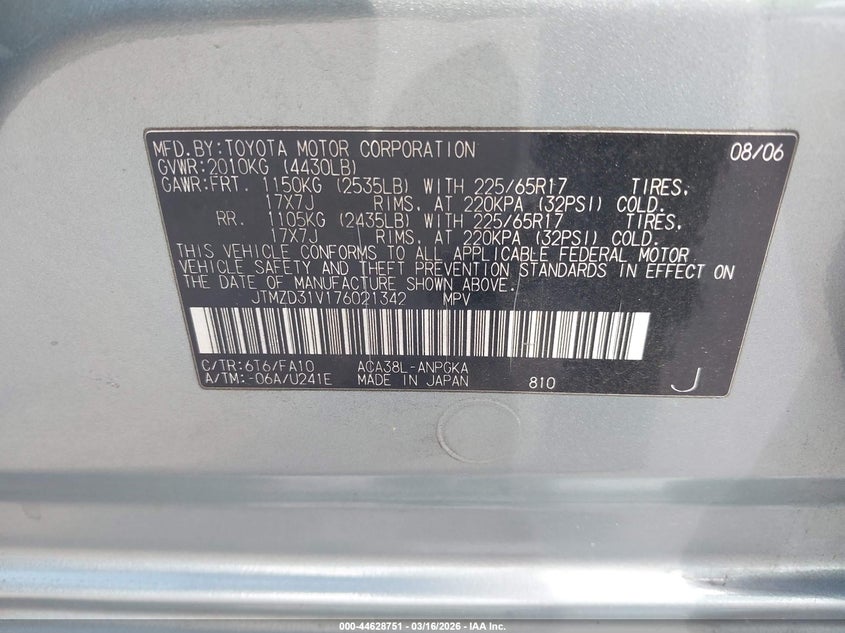 MFD.BY:TOYOTA MOTOR CORPORATION 08/06
GVWR:2010KG (4430LB)
GAWR:FRT. 1150KG (2535LB) WITH 225/65R17 TIRES,
17X7J RIMS, AT 220KPA (32PSI) COLD.
RR. 1105KG (2435LB) WITH 225/65R17 TIRES,
17X7J RIMS, AT 220KPA (32PSI) COLD.
THIS VEHICLE CONFORMS TO ALL APPLICABLE FEDERAL MOTOR
VEHICLE SAFETY AND THEFT PREVENTION STANDARDS IN EFFECT ON
THE DATE OF MANUFACTURE SHOWN ABOVE.
JTMZD31V176021342 MPV
C/TR:6T6/FA10 ACA38L-ANPGKA
A/TM:-06A/U241E MADE IN JAPAN 810 J
000-44628751 — 03/16/2026 — IAA Inc.